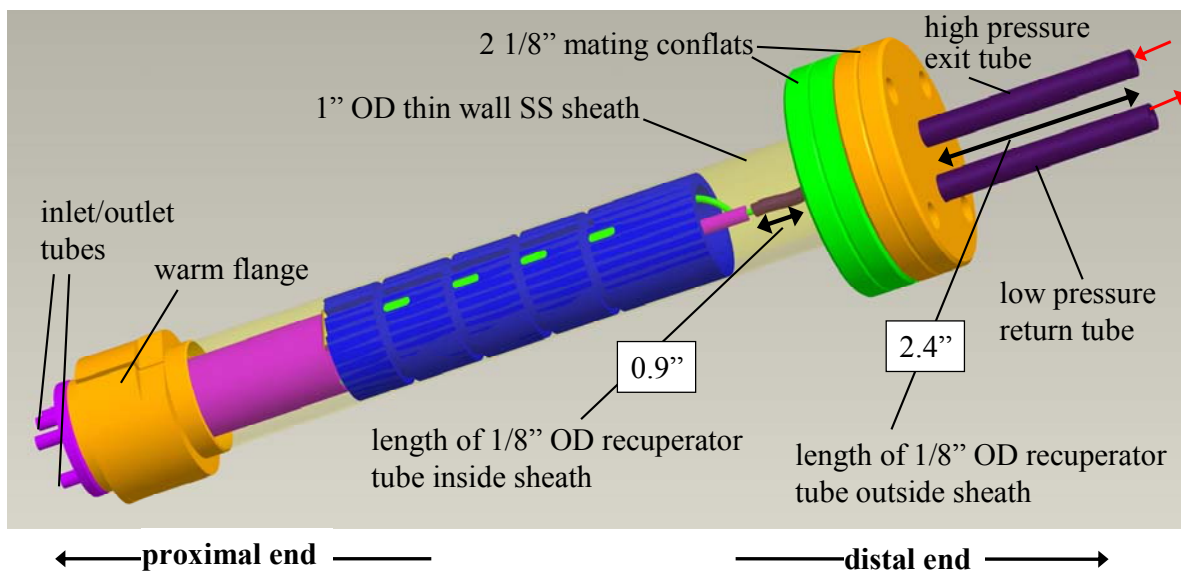 high pressure
exit tube
2 1/8” mating conflats
1” OD thin wall SS sheath
inlet/outlet
tubes
warm flange
low pressure
return tube
0.9”
2.4”
length of 1/8” OD recuperator
tube inside sheath
length of 1/8” OD recuperator
tube outside sheath
proximal end
distal end